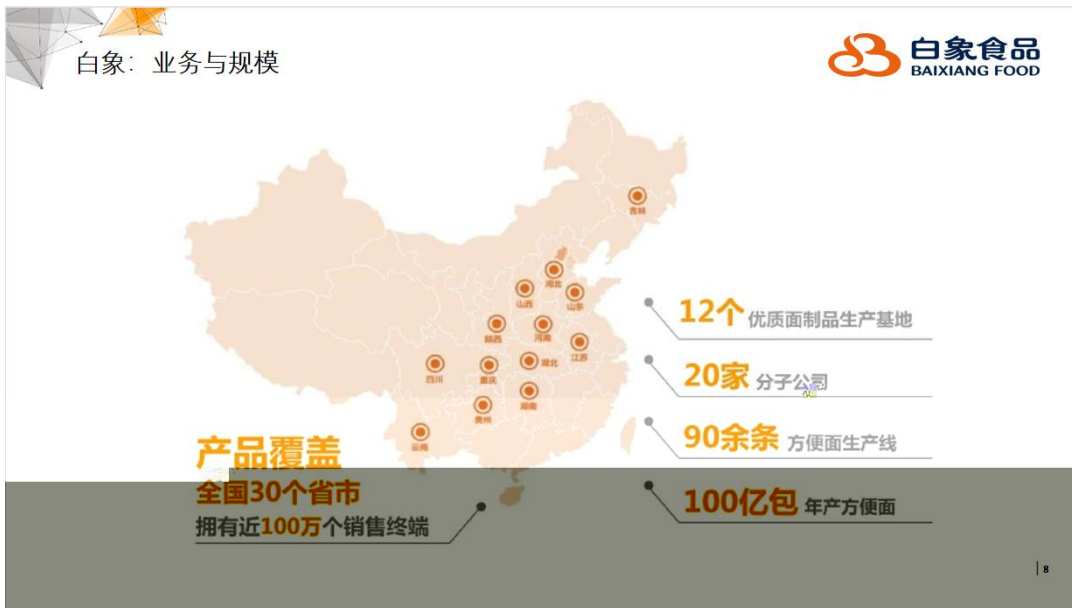 白象：业务与规模
白象食品
BAIXIANG FOOD
吉林
河北
山西
山东
陕西
河南
江苏
四川
重庆
湖北
湖南
贵州
云南
12个 优质面制品生产基地
20家 分子公司
90余条 方便面生产线
100亿包 年产方便面
产品覆盖
全国30个省市
拥有近100万个销售终端
8